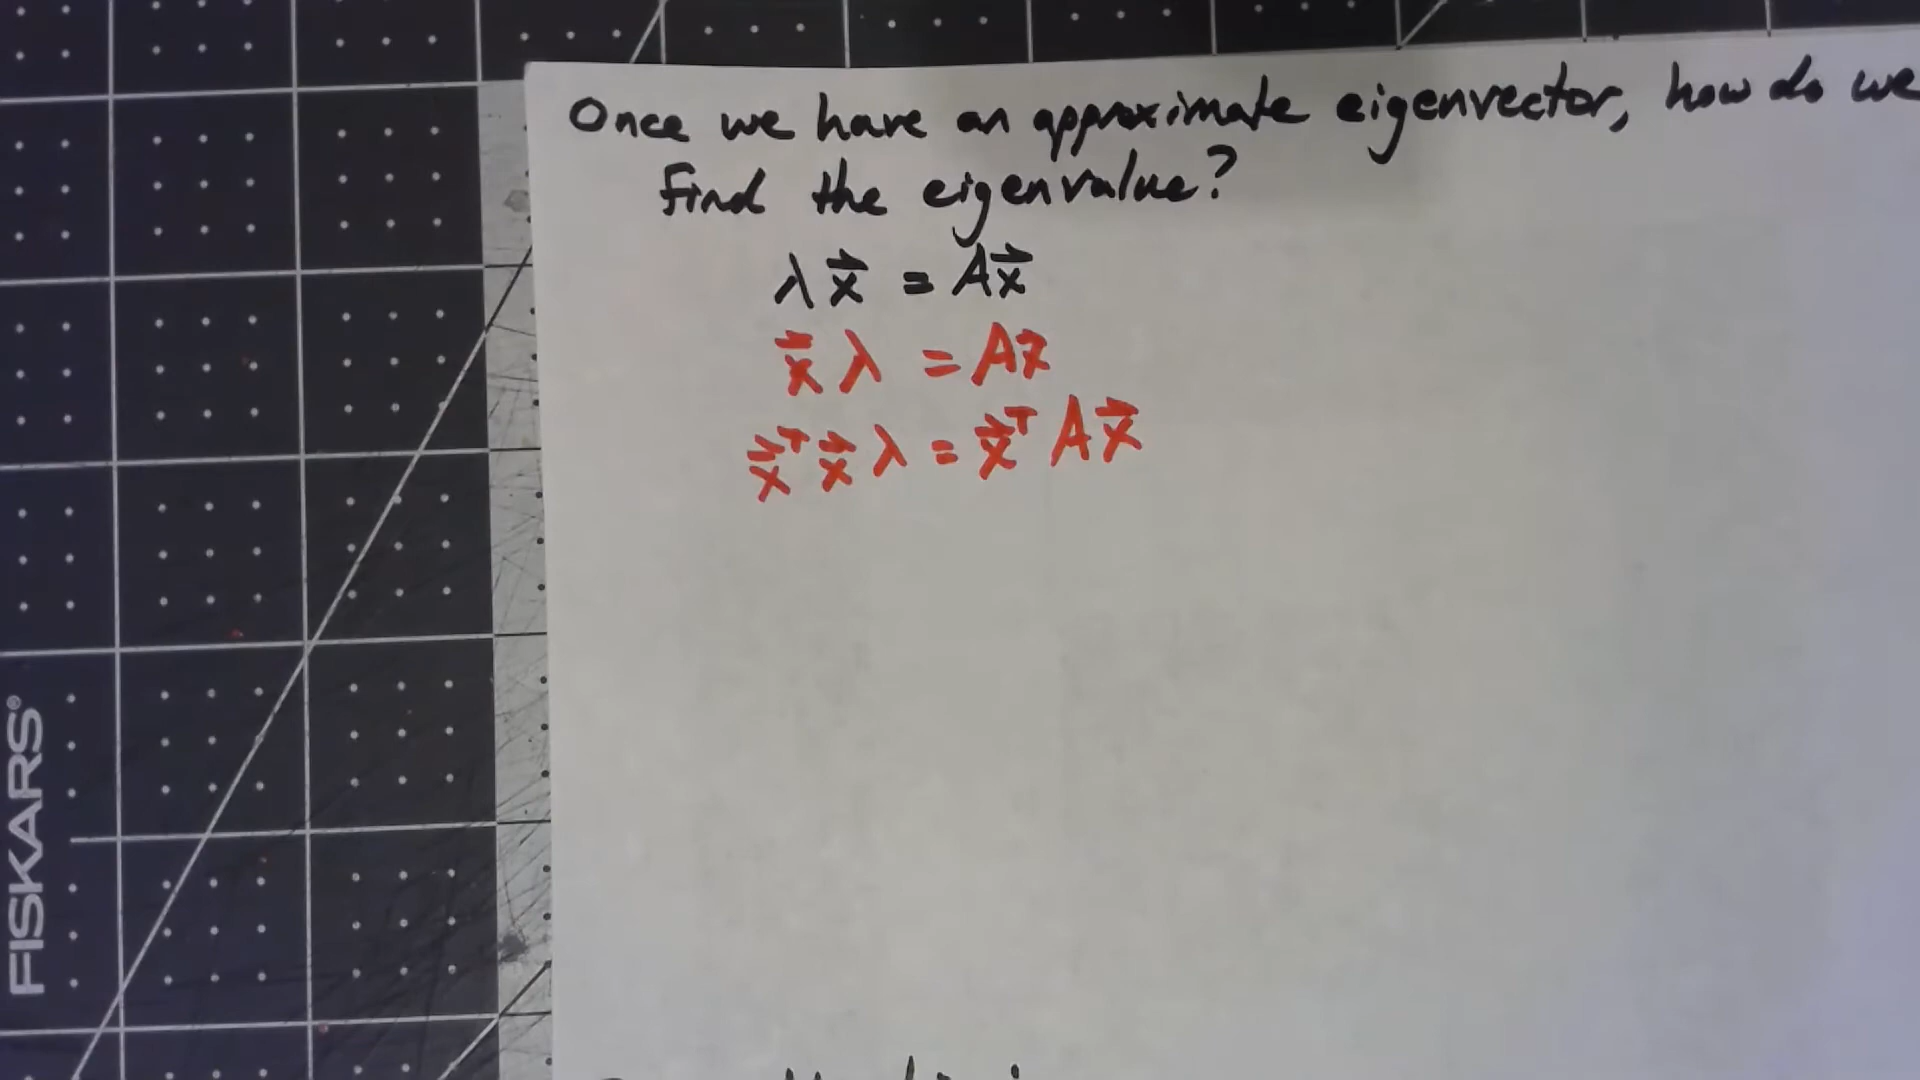 Once we have an approximate eigenvector, how do we
find the eigenvalue?
λx⃗ = Ax⃗
x⃗λ = Ax⃗
x⃗ᵀx⃗λ = x⃗ᵀAx⃗
FISKARS®